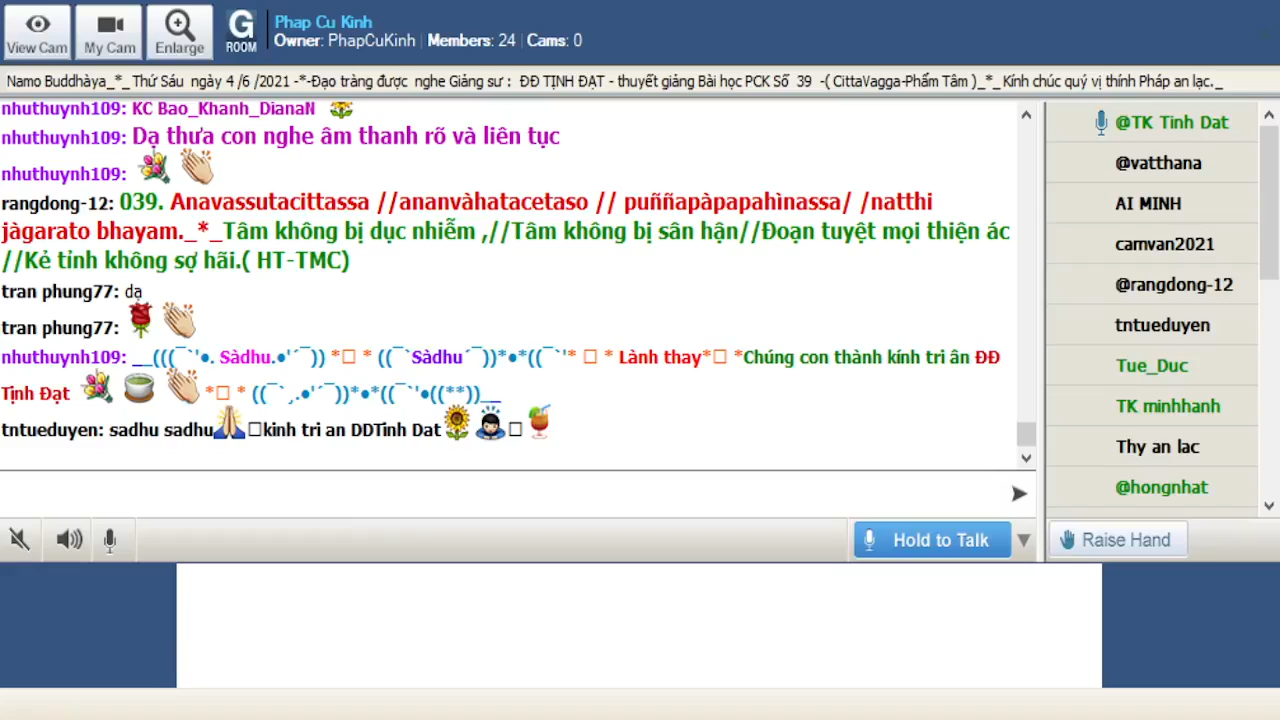 View Cam
My Cam
Enlarge
G
ROOM
Phap Cu Kinh
Owner: PhapCuKinh | Members: 24 | Cams: 0
Namo Buddhàya_*_ Thứ Sáu ngày 4 /6 /2021 -*-Đạo tràng được nghe Giảng sư : ĐĐ TỊNH ĐẠT - thuyết giảng Bài học PCK Số 39 -( CittaVagga-Phẩm Tâm )_*_Kính chúc quý vị thính Pháp an lạc._
nhuthuynh109: KC Bao_Khanh_DianaN
nhuthuynh109: Dạ thưa con nghe âm thanh rõ và liên tục
nhuthuynh109:
rangdong-12: 039. Anavassutacittassa //ananvàhatacetaso // puññapàpapahìnassa/ /natthi
jàgarato bhayam._*_Tâm không bị dục nhiễm ,//Tâm không bị sân hận//Đoạn tuyệt mọi thiện ác
//Kẻ tỉnh không sợ hãi.( HT-TMC)
tran phung77: dạ
tran phung77:
nhuthuynh109: __(((¯`'●. Sàdhu.●'´¯)) *□ * ((¯`Sàdhu´¯))*●*((¯`'* □ * Lành thay*□ *Chúng con thành kính tri ân ĐĐ
Tịnh Đạt *□ * ((¯`¸.●'´¯))*●*((¯`'●((**))__
tntueduyen: sadhu sadhu□kinh tri an DDTinh Dat□
@TK Tinh Dat
@vatthana
AI MINH
camvan2021
@rangdong-12
tntueduyen
Tue_Duc
TK minhhanh
Thy an lac
@hongnhat
Hold to Talk
Raise Hand